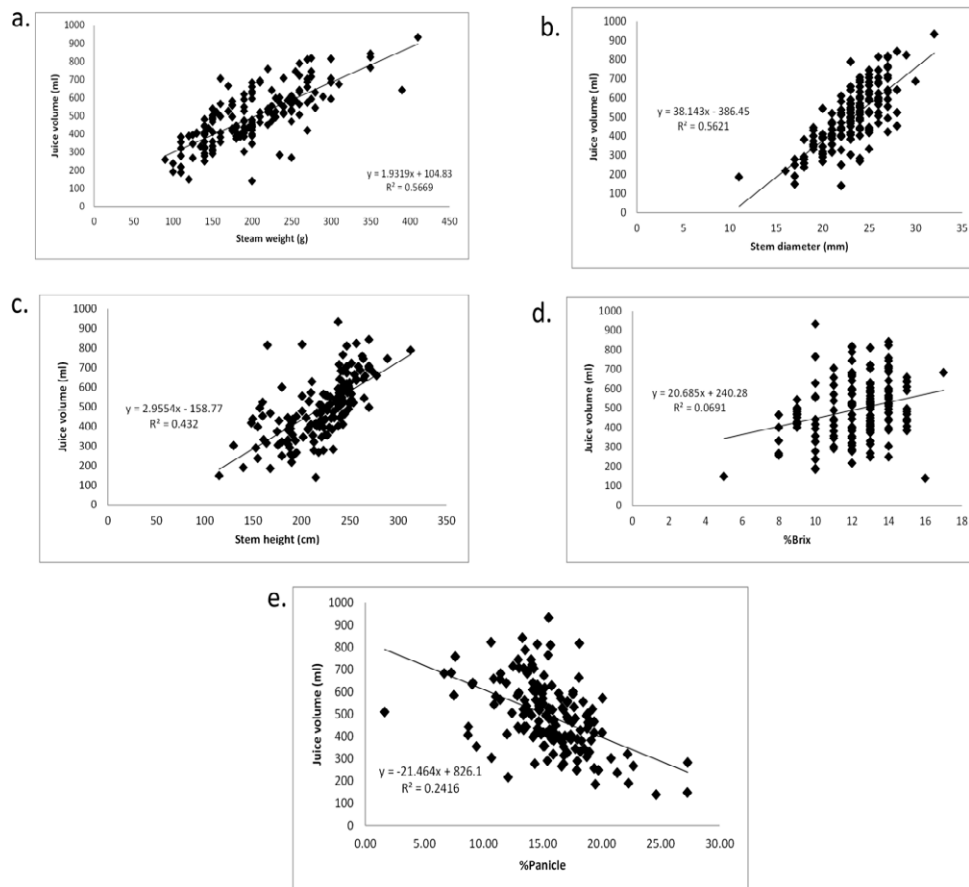 a.
1000
900
800
700
600
500
400
300
200
100
0
Juice volume (ml)
y = 1.9319x + 104.83
R² = 0.5669
0 50 100 150 200 250 300 350 400 450
Steam weight (g)
b.
1000
900
800
700
600
500
400
300
200
100
0
Juice volume (ml)
y = 38.143x - 386.45
R² = 0.5621
0 5 10 15 20 25 30 35
Stem diameter (mm)
c.
1000
900
800
700
600
500
400
300
200
100
0
Juice volume (ml)
y = 2.9554x - 158.77
R² = 0.432
0 50 100 150 200 250 300 350
Stem height (cm)
d.
1000
900
800
700
600
500
400
300
200
100
0
Juice volume (ml)
y = 20.685x + 240.28
R² = 0.0691
0 2 4 6 8 10 12 14 16 18
%Brix
e.
1000
900
800
700
600
500
400
300
200
100
0
Juice volume (ml)
y = -21.464x + 826.1
R² = 0.2416
0.00 5.00 10.00 15.00 20.00 25.00 30.00
%Panicle